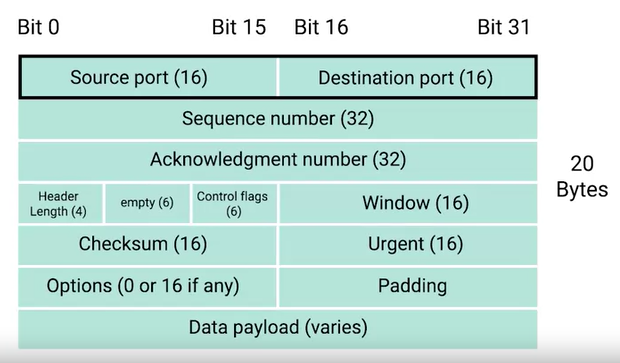 Bit 0 Bit 15 Bit 16 Bit 31
Source port (16) Destination port (16)
Sequence number (32)
Acknowledgment number (32)
Header
Length (4)
empty (6)
Control flags
(6)
Window (16)
Checksum (16) Urgent (16)
Options (0 or 16 if any) Padding
Data payload (varies)
20
Bytes